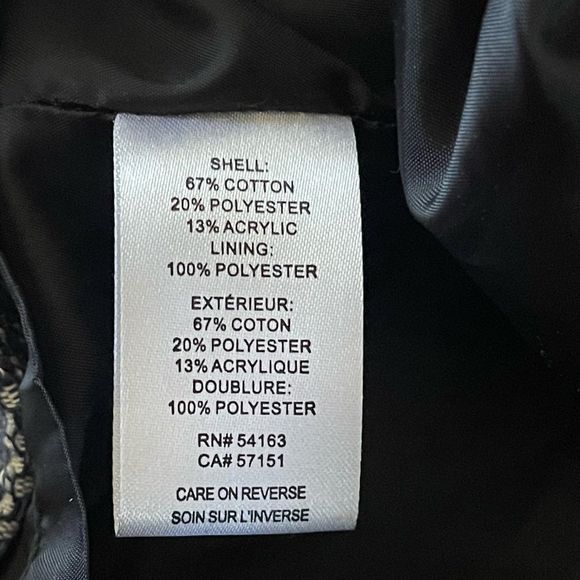 SHELL:
67% COTTON
20% POLYESTER
13% ACRYLIC
LINING:
100% POLYESTER
EXTÉRIEUR:
67% COTON
20% POLYESTER
13% ACRYLIQUE
DOUBLURE:
100% POLYESTER
RN# 54163
CA# 57151
CARE ON REVERSE
SOIN SUR L'INVERSE